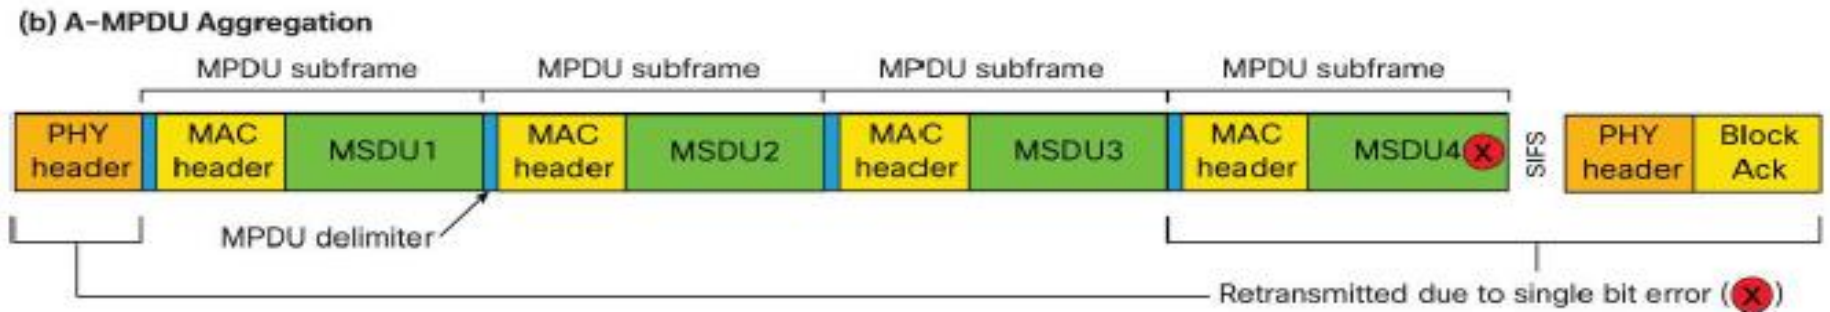 (b) A-MPDU Aggregation
MPDU subframe MPDU subframe MPDU subframe MPDU subframe
PHY header MAC header MSDU1 MAC header MSDU2 MAC header MSDU3 MAC header MSDU4 X SIFS PHY header Block Ack
MPDU delimiter
Retransmitted due to single bit error (X)